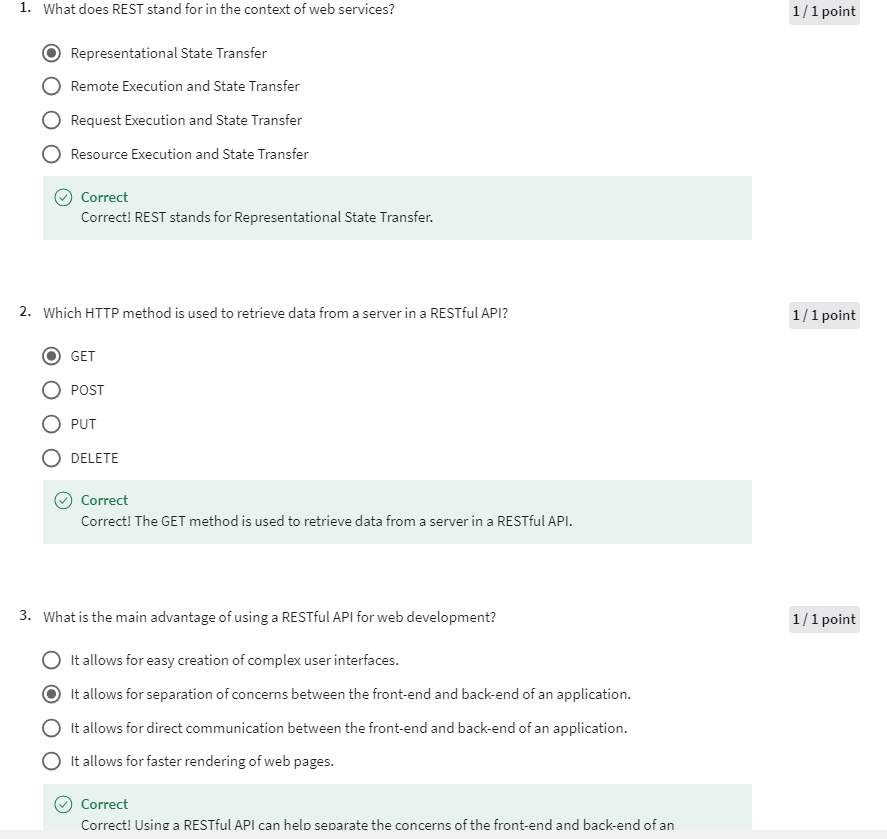 1. What does REST stand for in the context of web services?
1 / 1 point
Representational State Transfer
Remote Execution and State Transfer
Request Execution and State Transfer
Resource Execution and State Transfer
Correct
Correct! REST stands for Representational State Transfer.
2. Which HTTP method is used to retrieve data from a server in a RESTful API?
1 / 1 point
GET
POST
PUT
DELETE
Correct
Correct! The GET method is used to retrieve data from a server in a RESTful API.
3. What is the main advantage of using a RESTful API for web development?
1 / 1 point
It allows for easy creation of complex user interfaces.
It allows for separation of concerns between the front-end and back-end of an application.
It allows for direct communication between the front-end and back-end of an application.
It allows for faster rendering of web pages.
Correct
Correct! Using a RESTful API can help separate the concerns of the front-end and back-end of an